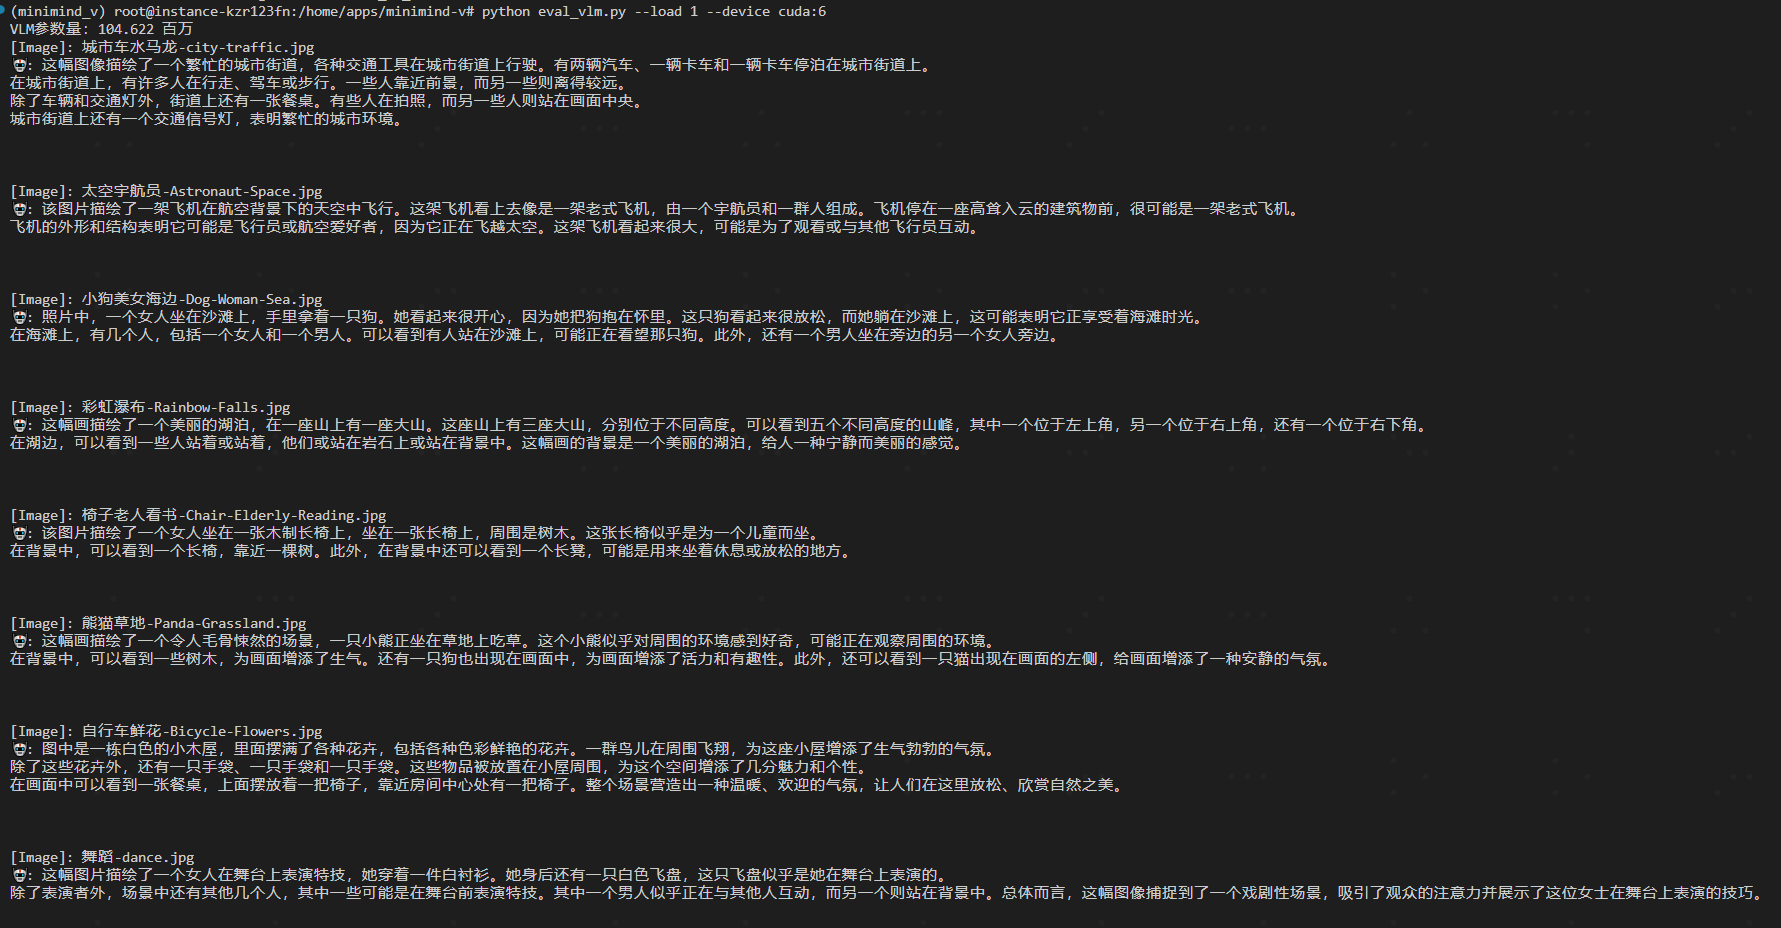 (minimind_v) root@instance-kzr123fn:/home/apps/minimind-v# python eval_vlm.py --load 1 --device cuda:6
VLM参数量: 104.622 百万
[Image]: 城市车水马龙-city-traffic.jpg
🤖: 这幅图像描绘了一个繁忙的城市街道，各种交通工具在城市街道上行驶。有两辆汽车、一辆卡车和一辆卡车停泊在城市街道上。
在城市街道上，有许多人在行走、驾车或步行。一些人靠近前景，而另一些则离得较远。
除了车辆和交通灯外，街道上还有一张餐桌。有些人在拍照，而另一些人则站在画面中央。
城市街道上还有一个交通信号灯，表明繁忙的城市环境。
[Image]: 太空宇航员-Astronaut-Space.jpg
🤖: 该图片描绘了一架飞机在航空背景下的天空中飞行。这架飞机看上去像是一架老式飞机，由一个宇航员和一群人组成。飞机停在一座高耸入云的建筑物前，很可能是一架老式飞机。
飞机的外形和结构表明它可能是飞行员或航空爱好者，因为它正在飞越太空。这架飞机看起来很大，可能是为了观看或与其他飞行员互动。
[Image]: 小狗美女海边-Dog-Woman-Sea.jpg
🤖: 照片中，一个女人坐在沙滩上，手里拿着一只狗。她看起来很开心，因为她把狗抱在怀里。这只狗看起来很放松，而她躺在沙滩上，这可能表明它正享受着海滩时光。
在海滩上，有几个人，包括一个女人和一个男人。可以看到有人站在沙滩上，可能正在看望那只狗。此外，还有一个男人坐在旁边的另一个女人旁边。
[Image]: 彩虹瀑布-Rainbow-Falls.jpg
🤖: 这幅画描绘了一个美丽的湖泊，在一座山上有一座大山。这座山上有三座大山，分别位于不同高度。可以看到五个不同高度的山峰，其中一个位于左上角，另一个位于右上角，还有一个位于右下角。
在湖边，可以看到一些人站着或站着，他们或站在岩石上或站在背景中。这幅画的背景是一个美丽的湖泊，给人一种宁静而美丽的感觉。
[Image]: 椅子老人看书-Chair-Elderly-Reading.jpg
🤖: 该图片描绘了一个女人坐在一张木制长椅上，坐在一张长椅上，周围是树木。这张长椅似乎是为一个儿童而坐。
在背景中，可以看到一个长椅，靠近一棵树。此外，在背景中还可以看到一个长凳，可能是用来坐着休息或放松的地方。
[Image]: 熊猫草地-Panda-Grassland.jpg
🤖: 这幅画描绘了一个令人毛骨悚然的场景，一只小熊正坐在草地上吃草。这个小熊似乎对周围的环境感到好奇，可能正在观察周围的环境。
在背景中，可以看到一些树木，为画面增添了生气。还有一只狗也出现在画面中，为画面增添了活力和有趣性。此外，还可以看到一只猫出现在画面的左侧，给画面增添了一种安静的气氛。
[Image]: 自行车鲜花-Bicycle-Flowers.jpg
🤖: 图中是一栋白色的小木屋，里面摆满了各种花卉，包括各种色彩鲜艳的花卉。一群鸟儿在周围飞翔，为这座小屋增添了生气勃勃的气氛。
除了这些花卉外，还有一只手袋、一只手袋和一只手袋。这些物品被放置在小屋周围，为这个空间增添了几分魅力和个性。
在画面中可以看到一张餐桌，上面摆放着一把椅子，靠近房间中心处有一把椅子。整个场景营造出一种温暖、欢迎的气氛，让人们在这里放松、欣赏自然之美。
[Image]: 舞蹈-dance.jpg
🤖: 这幅图片描绘了一个女人在舞台上表演特技，她穿着一件白衬衫。她身后还有一只白色飞盘，这只飞盘似乎是她在舞台上表演的。
除了表演者外，场景中还有其他几个人，其中一些可能是在舞台前表演特技。其中一个男人似乎正在与其他人互动，而另一个则站在背景中。总体而言，这幅图像捕捉到了一个戏剧性场景，吸引了观众的注意力并展示了这位女士在舞台上表演的技巧。